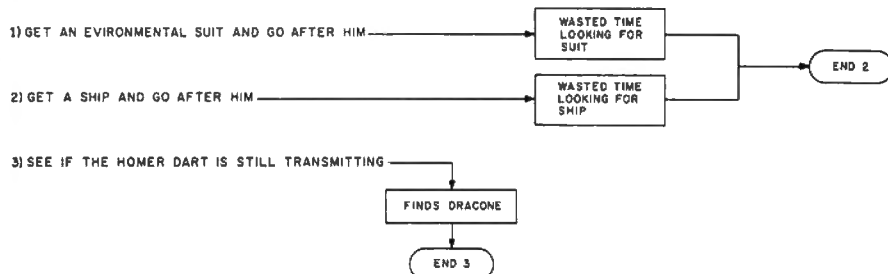 1) GET AN EVIRONMENTAL SUIT AND GO AFTER HIM
WASTED TIME
LOOKING FOR
SUIT
END 2
2) GET A SHIP AND GO AFTER HIM
WASTED TIME
LOOKING FOR
SHIP
3) SEE IF THE HOMER DART IS STILL TRANSMITTING
FINDS DRACONE
END 3